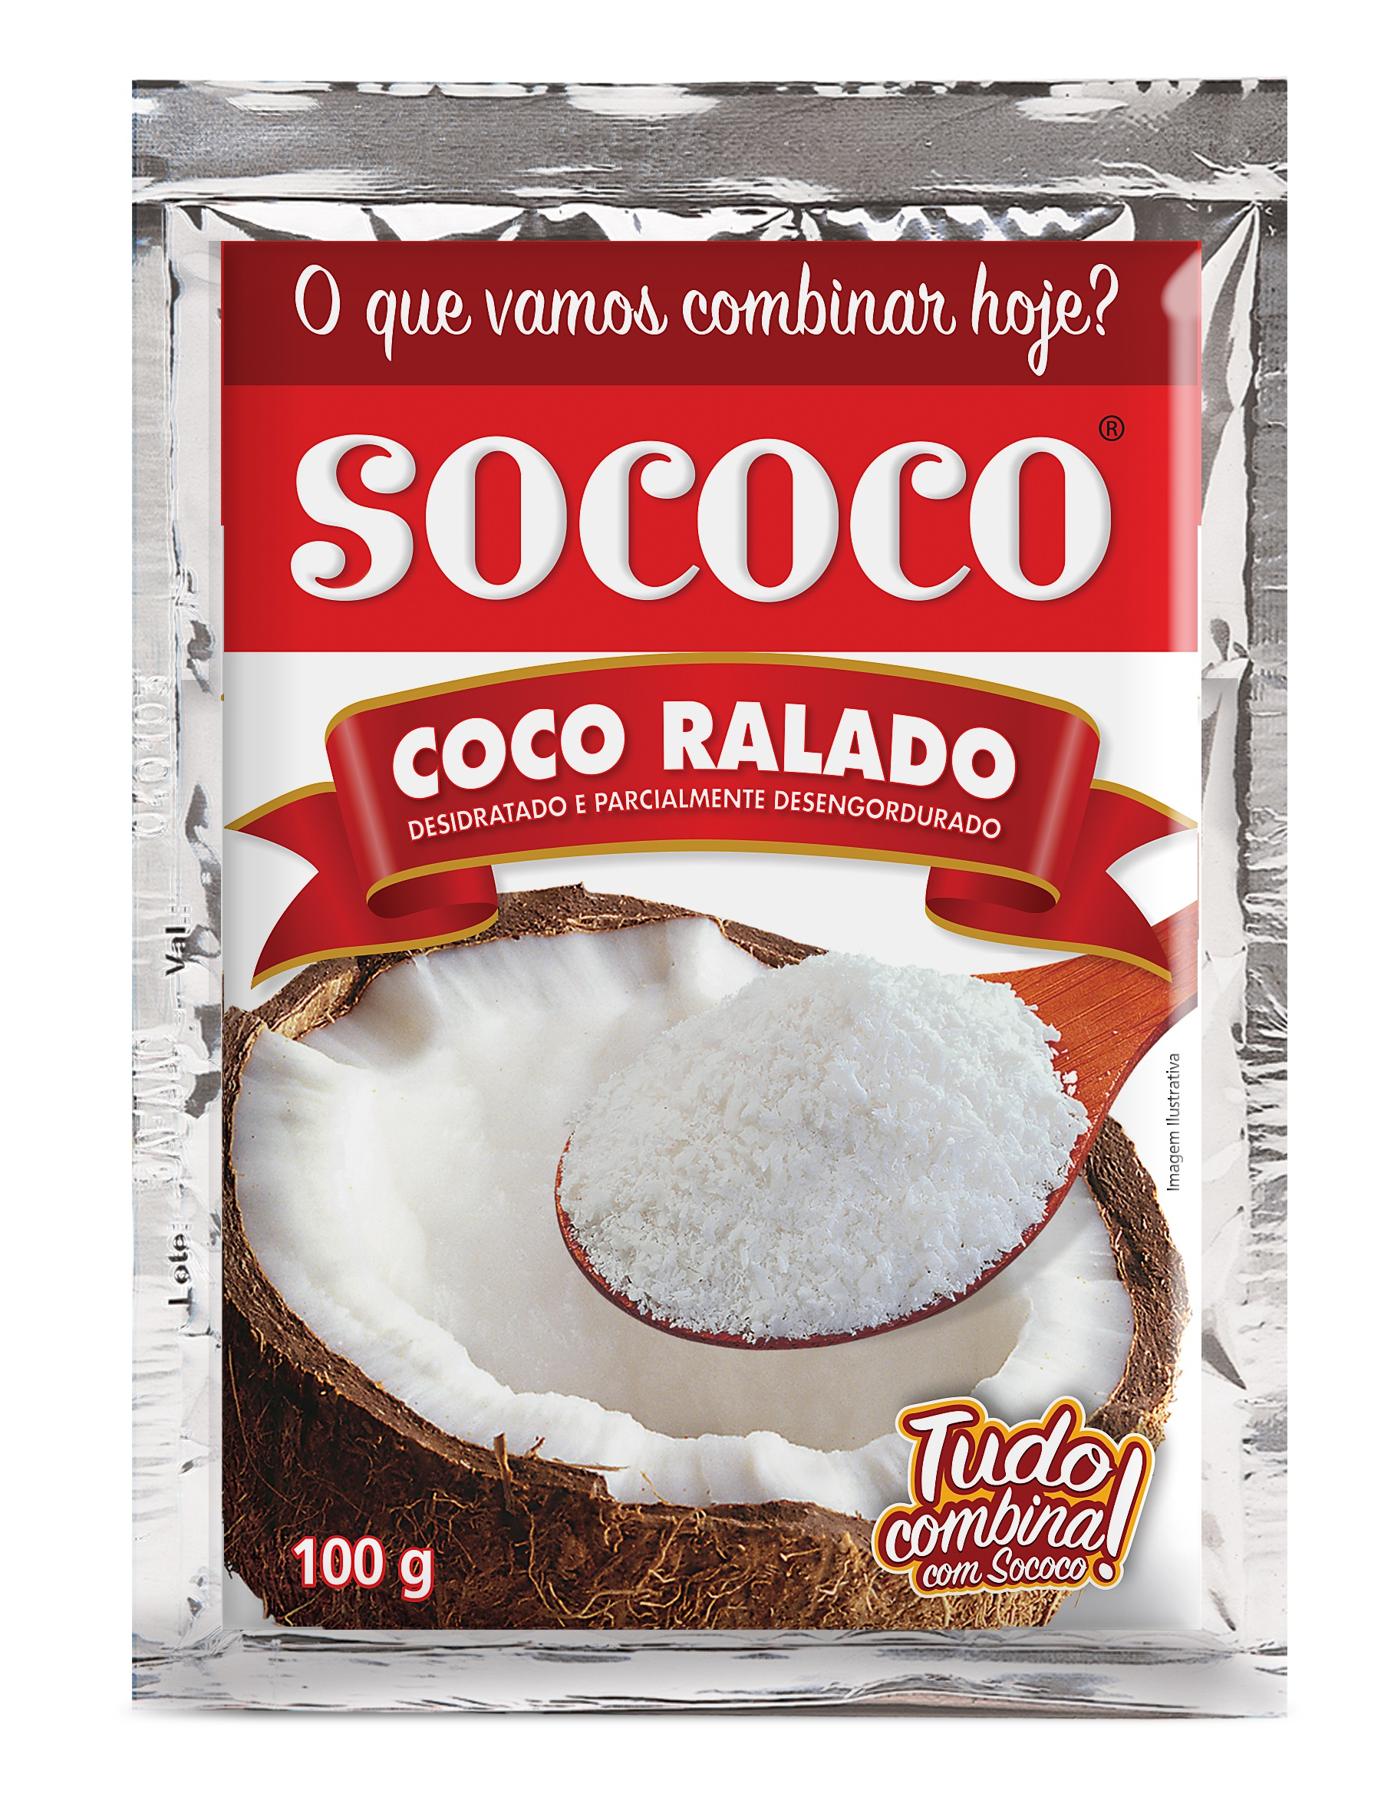 O que vamos combinar hoje?
SOCOCO®
COCO RALADO
DESIDRATADO E PARCIALMENTE DESENGORDURADO
Imagem Ilustrativa
Val.:
Lote:
Tudo
combina!
com Sococo
100 g